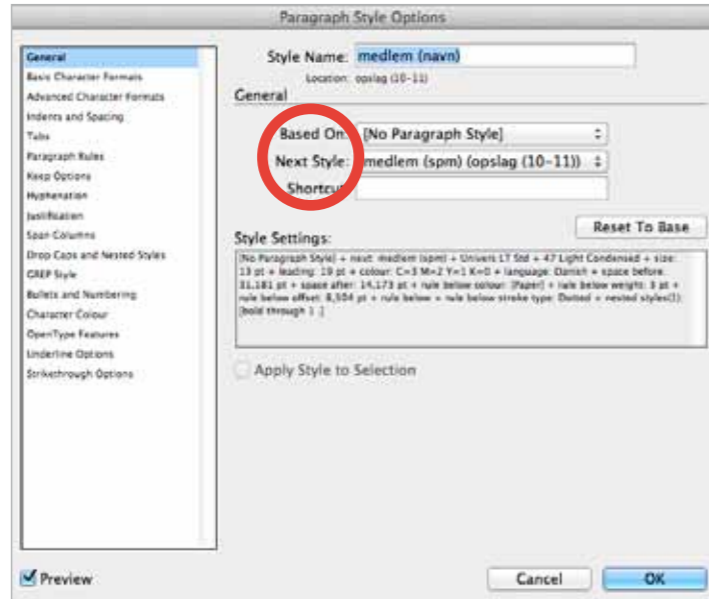 Paragraph Style Options
General
Basic Character Formats
Advanced Character Formats
Indents and Spacing
Tabs
Paragraph Rules
Keep Options
Hyphenation
Justification
Span Columns
Drop Caps and Nested Styles
GREP Style
Bullets and Numbering
Character Colour
OpenType Features
Underline Options
Strikethrough Options
Style Name: medlem (navn)
Location: opslag (10-11)
General
Based On: [No Paragraph Style]
Next Style: medlem (spm) (opslag (10-11))
Shortcut
Reset To Base
Style Settings:
[No Paragraph Style] + next: medlem (spm) + Univers LT Std + 47 Light Condensed + size:
13 pt + leading: 19 pt + colour: C=3 M=2 Y=1 K=0 + language: Danish + space before:
31,181 pt + space after: 14,173 pt + rule below colour: [Paper] + rule below weight: 3 pt +
rule below offset: 8,504 pt + rule below + rule below stroke type: Dotted + nested styles(1):
[bold through 1 .]
Apply Style to Selection
Preview
Cancel
OK